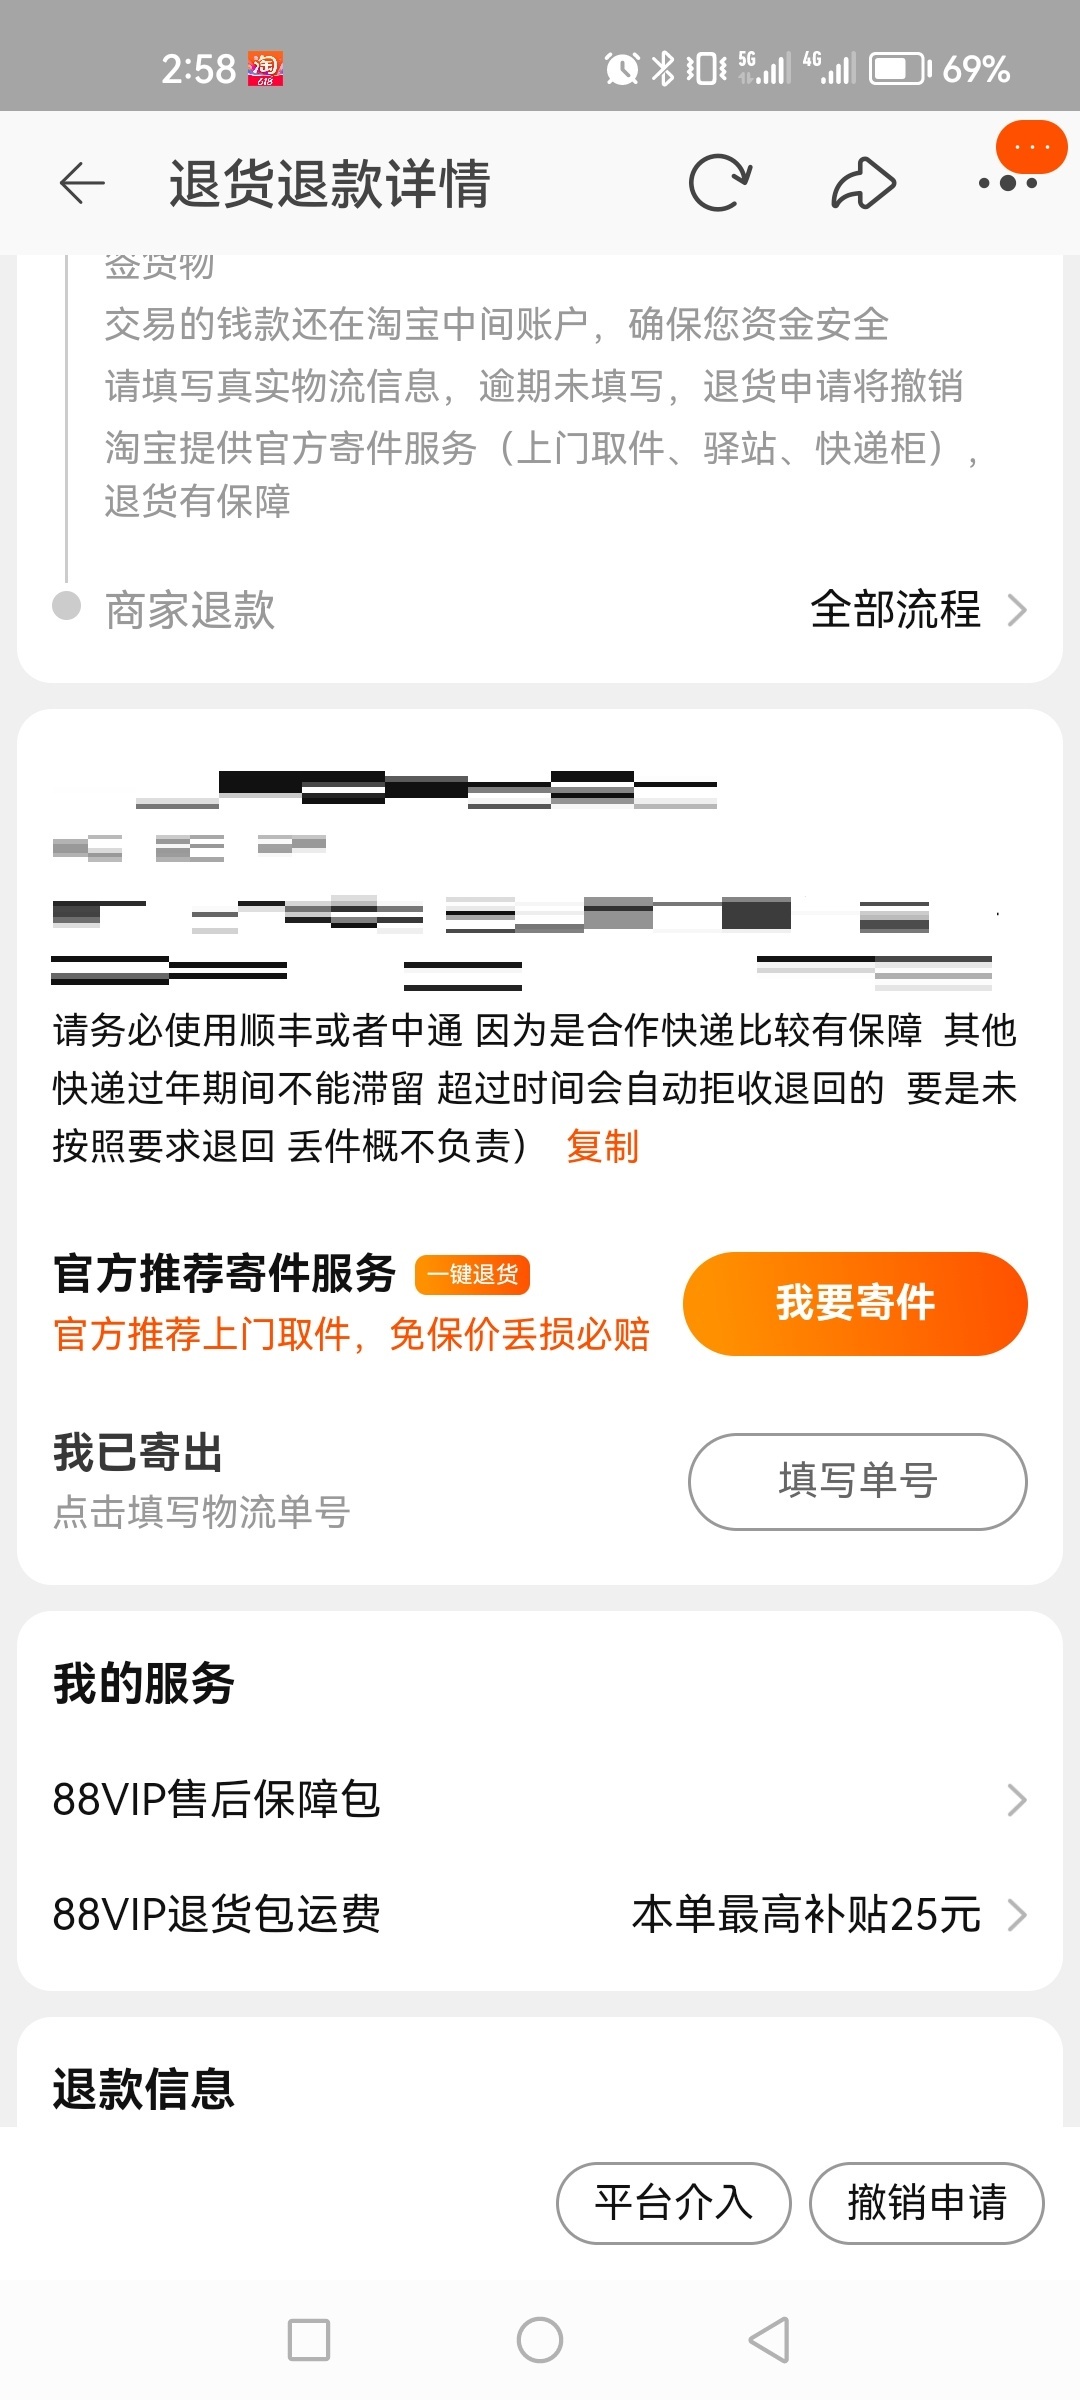 2:58
淘
618
5G
4G
69%
退货退款详情
签货物
交易的钱款还在淘宝中间账户，确保您资金安全
请填写真实物流信息，逾期未填写，退货申请将撤销
淘宝提供官方寄件服务（上门取件、驿站、快递柜），
退货有保障
商家退款
全部流程
请务必使用顺丰或者中通 因为是合作快递比较有保障 其他
快递过年期间不能滞留 超过时间会自动拒收退回的 要是未
按照要求退回 丢件概不负责） 复制
官方推荐寄件服务
一键退货
官方推荐上门取件，免保价丢损必赔
我要寄件
我已寄出
点击填写物流单号
填写单号
我的服务
88VIP售后保障包
88VIP退货包运费
本单最高补贴25元
退款信息
平台介入
撤销申请